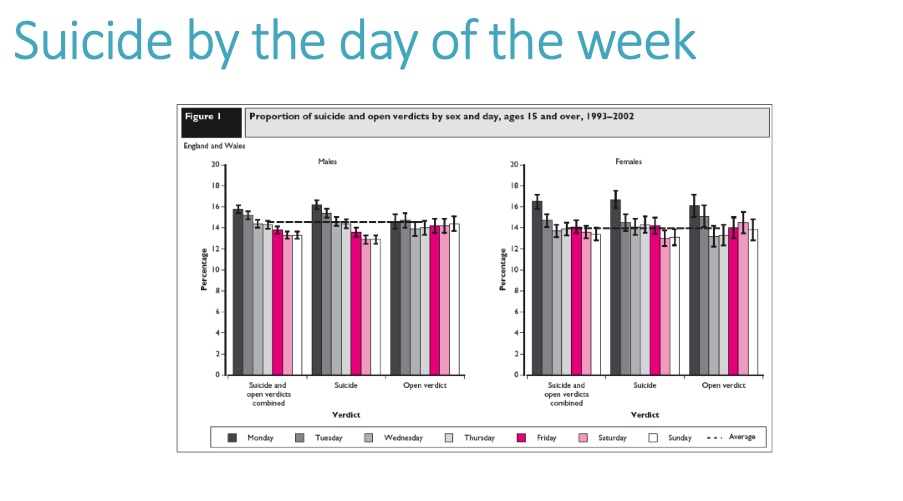 Suicide by the day of the week
Figure 1
Proportion of suicide and open verdicts by sex and day, ages 15 and over, 1993–2002
England and Wales
Males
Percentage
20
18
16
14
12
10
8
6
4
2
0
Suicide and
open verdicts
combined
Suicide
Open verdict
Verdict
Females
Percentage
20
18
16
14
12
10
8
6
4
2
0
Suicide and
open verdicts
combined
Suicide
Open verdict
Verdict
Monday Tuesday Wednesday Thursday Friday Saturday Sunday Average